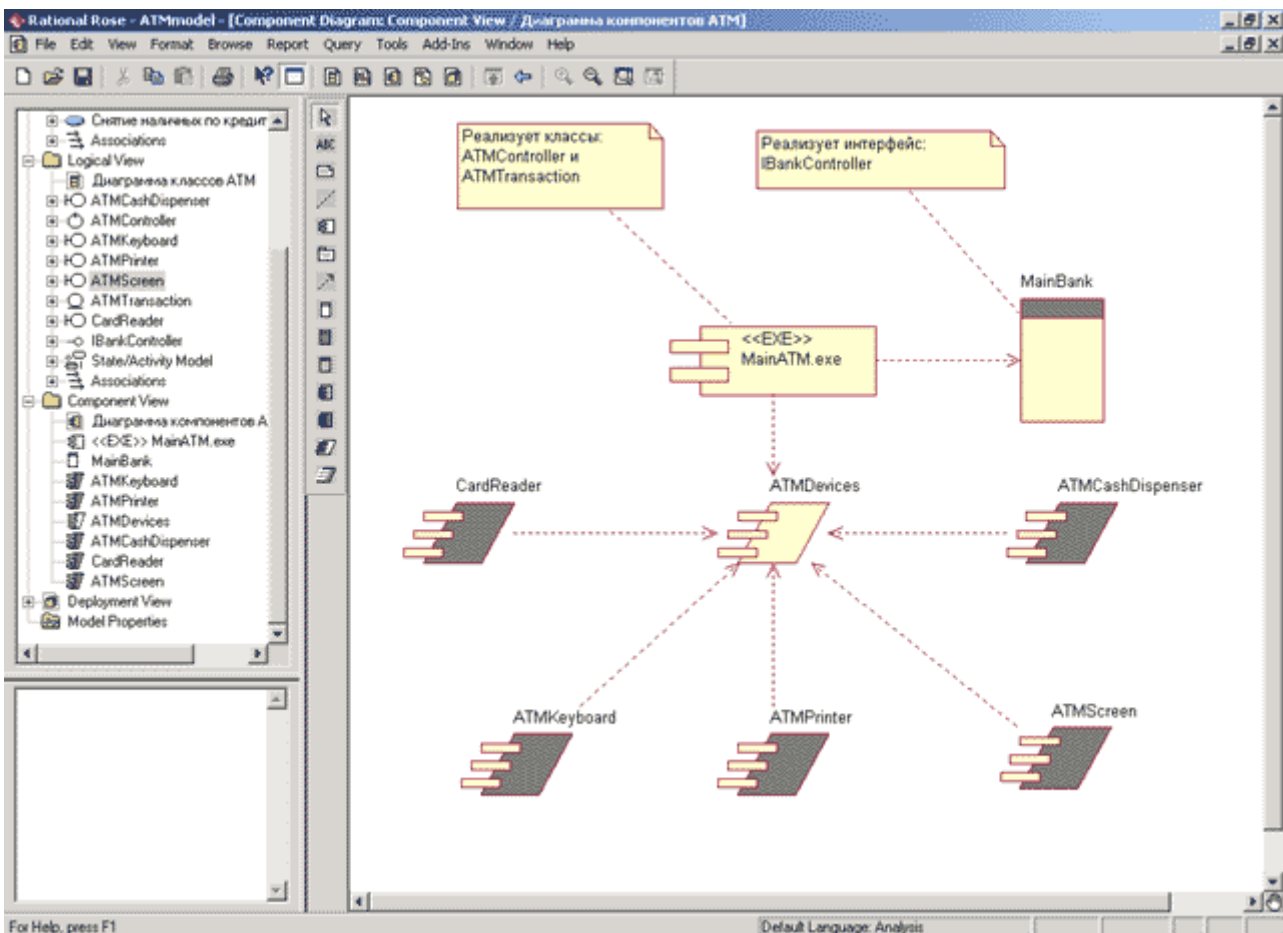 Rational Rose - ATMmodel - [Component Diagram: Component View / Диаграмма компонентов ATM]
File Edit View Format Browse Report Query Tools Add-Ins Window Help
Снятие наличных по кредит
Associations
Logical View
Диаграмма классов ATM
ATMCashDispenser
ATMController
ATMKeyboard
ATMPrinter
ATMScreen
ATMTransaction
CardReader
IBankController
State/Activity Model
Associations
Component View
Диаграмма компонентов A
<<EXE>> MainATM.exe
MainBank
ATMKeyboard
ATMPrinter
ATMDevices
ATMCashDispenser
CardReader
ATMScreen
Deployment View
Model Properties
ABC
Реализует классы:
ATMController и
ATMTransaction
Реализует интерфейс:
IBankController
MainBank
<<EXE>>
MainATM.exe
CardReader
ATMDevices
ATMCashDispenser
ATMKeyboard
ATMPrinter
ATMScreen
For Help, press F1
Default Language: Analysis